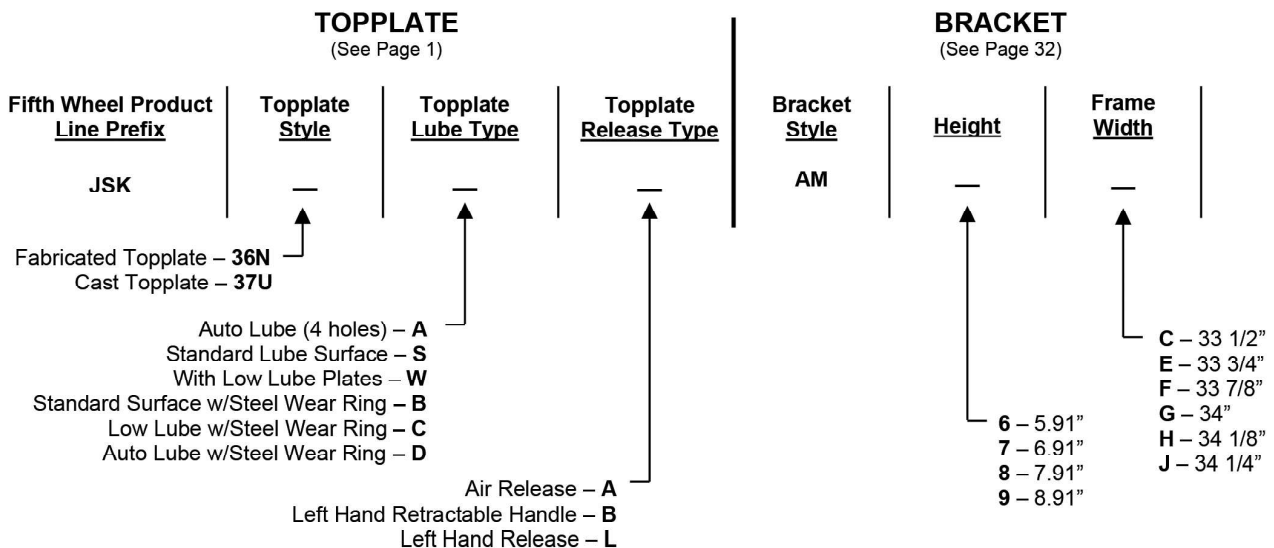 TOPPLATE
(See Page 1)
BRACKET
(See Page 32)
Fifth Wheel Product
Line Prefix
Topplate
Style
Topplate
Lube Type
Topplate
Release Type
Bracket
Style
Height
Frame
Width
JSK
—
—
—
AM
—
—
Fabricated Topplate – 36N
Cast Topplate – 37U
Auto Lube (4 holes) – A
Standard Lube Surface – S
With Low Lube Plates – W
Standard Surface w/Steel Wear Ring – B
Low Lube w/Steel Wear Ring – C
Auto Lube w/Steel Wear Ring – D
Air Release – A
Left Hand Retractable Handle – B
Left Hand Release – L
6 – 5.91”
7 – 6.91”
8 – 7.91”
9 – 8.91”
C – 33 1/2”
E – 33 3/4”
F – 33 7/8”
G – 34”
H – 34 1/8”
J – 34 1/4”